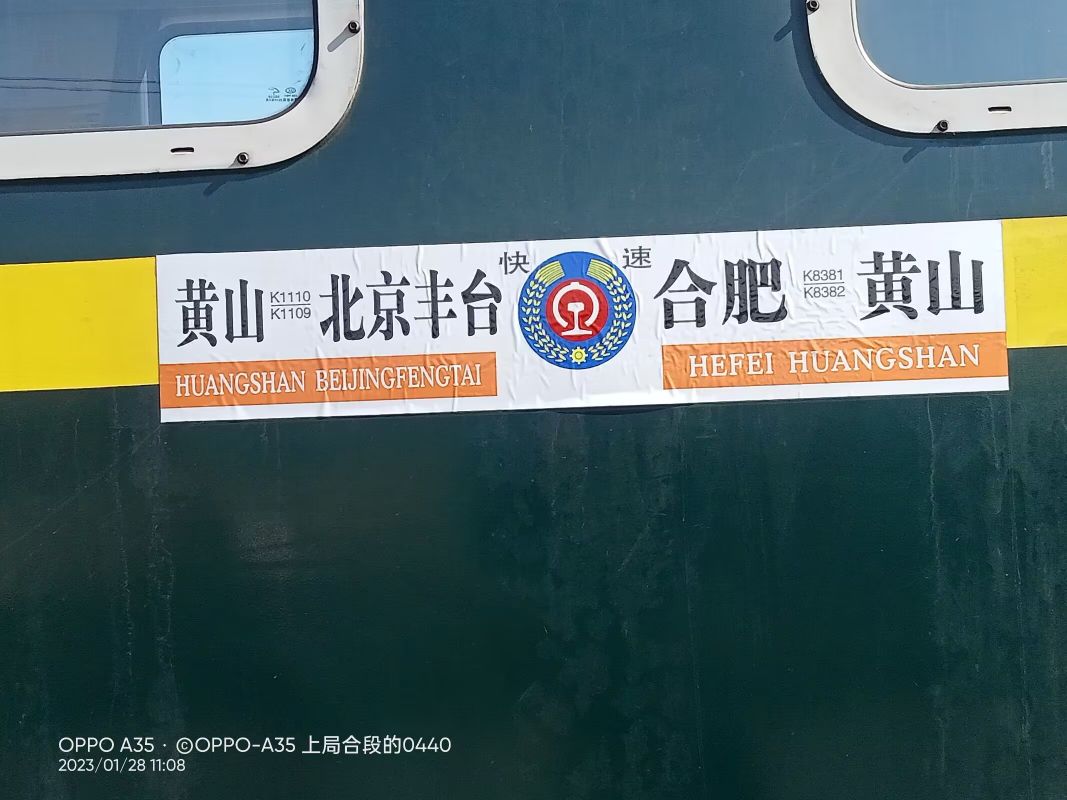 快 速
黄山 K1110 K1109 北京丰台
HUANGSHAN BEIJINGFENGTAI
合肥 K8381 K8382 黄山
HEFEI HUANGSHAN
OPPO A35 · ©OPPO-A35 上局合段的0440
2023/01/28 11:08